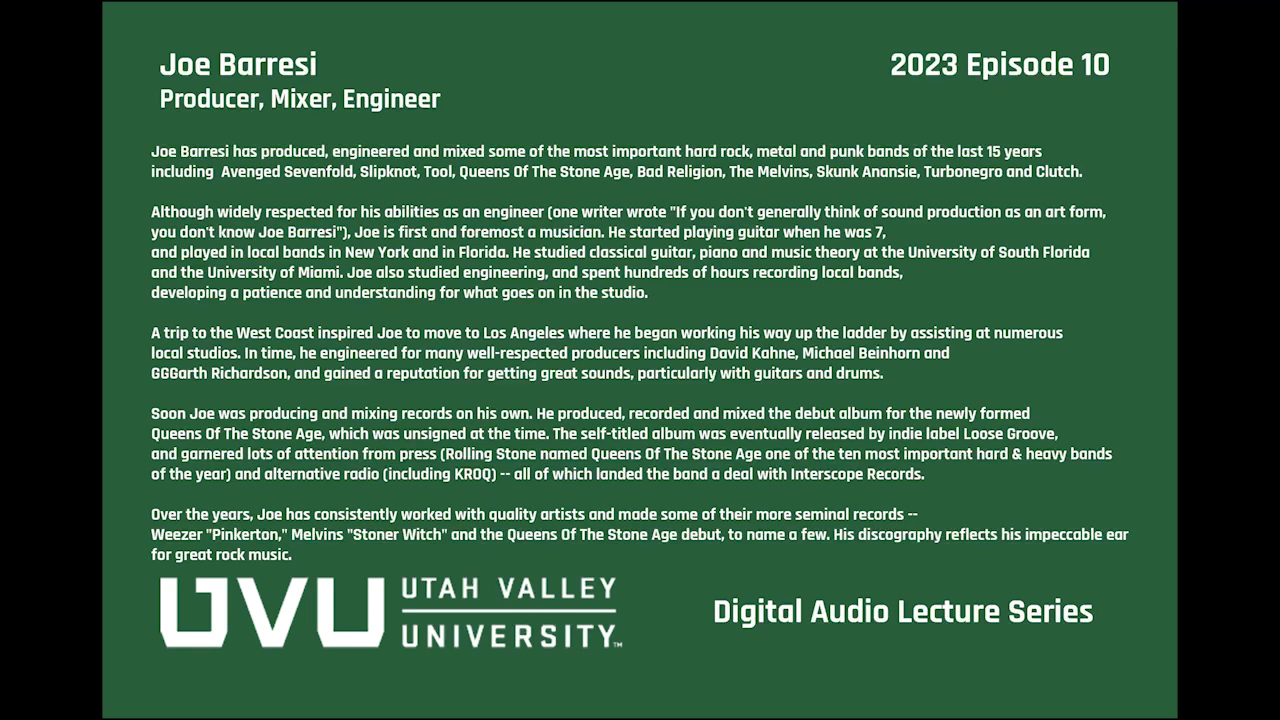 Joe Barresi
2023 Episode 10
Producer, Mixer, Engineer
Joe Barresi has produced, engineered and mixed some of the most important hard rock, metal and punk bands of the last 15 years
including  Avenged Sevenfold, Slipknot, Tool, Queens Of The Stone Age, Bad Religion, The Melvins, Skunk Anansie, Turbonegro and Clutch.
Although widely respected for his abilities as an engineer (one writer wrote "If you don't generally think of sound production as an art form,
you don't know Joe Barresi"), Joe is first and foremost a musician. He started playing guitar when he was 7,
and played in local bands in New York and in Florida. He studied classical guitar, piano and music theory at the University of South Florida
and the University of Miami. Joe also studied engineering, and spent hundreds of hours recording local bands,
developing a patience and understanding for what goes on in the studio.
A trip to the West Coast inspired Joe to move to Los Angeles where he began working his way up the ladder by assisting at numerous
local studios. In time, he engineered for many well-respected producers including David Kahne, Michael Beinhorn and
GGGarth Richardson, and gained a reputation for getting great sounds, particularly with guitars and drums.
Soon Joe was producing and mixing records on his own. He produced, recorded and mixed the debut album for the newly formed
Queens Of The Stone Age, which was unsigned at the time. The self-titled album was eventually released by indie label Loose Groove,
and garnered lots of attention from press (Rolling Stone named Queens Of The Stone Age one of the ten most important hard & heavy bands
of the year) and alternative radio (including KROQ) -- all of which landed the band a deal with Interscope Records.
Over the years, Joe has consistently worked with quality artists and made some of their more seminal records --
Weezer "Pinkerton," Melvins "Stoner Witch" and the Queens Of The Stone Age debut, to name a few. His discography reflects his impeccable ear
for great rock music.
UVU
UTAH VALLEY
UNIVERSITY™
Digital Audio Lecture Series